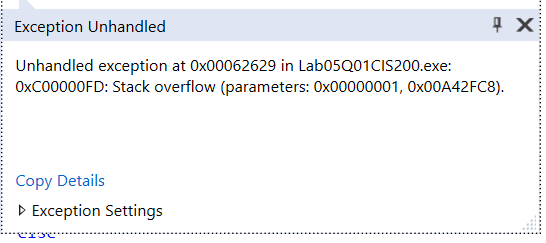 Exception Unhandled
Unhandled exception at 0x00062629 in Lab05Q01CIS200.exe:
0xC00000FD: Stack overflow (parameters: 0x00000001, 0x00A42FC8).
Copy Details
Exception Settings
else